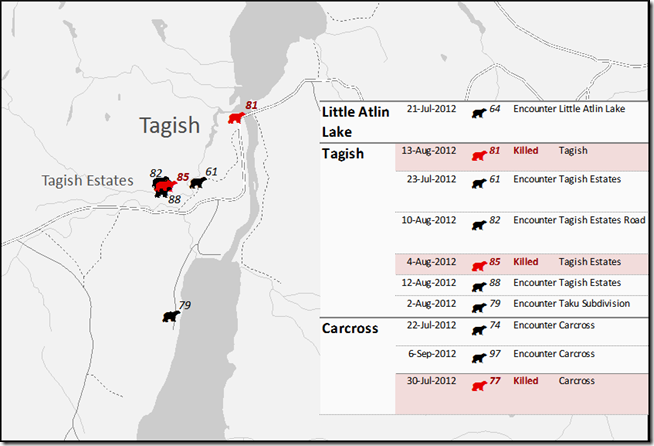 81
Tagish
82
85
61
Tagish Estates
88
79
Little Atlin
Lake
21-Jul-2012 64 Encounter Little Atlin Lake
Tagish
13-Aug-2012 81 Killed Tagish
23-Jul-2012 61 Encounter Tagish Estates
10-Aug-2012 82 Encounter Tagish Estates Road
4-Aug-2012 85 Killed Tagish Estates
12-Aug-2012 88 Encounter Tagish Estates
2-Aug-2012 79 Encounter Taku Subdivision
Carcross
22-Jul-2012 74 Encounter Carcross
6-Sep-2012 97 Encounter Carcross
30-Jul-2012 77 Killed Carcross